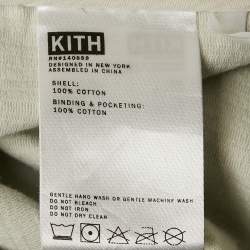 KITH
RN#140889
DESIGNED IN NEW YORK
ASSEMBLED IN CHINA
SHELL:
100% COTTON
BINDING & POCKETING:
100% COTTON
GENTLE HAND WASH OR GENTLE MACHINE WASH
DO NOT BLEACH
DO NOT IRON
DO NOT DRY CLEAN